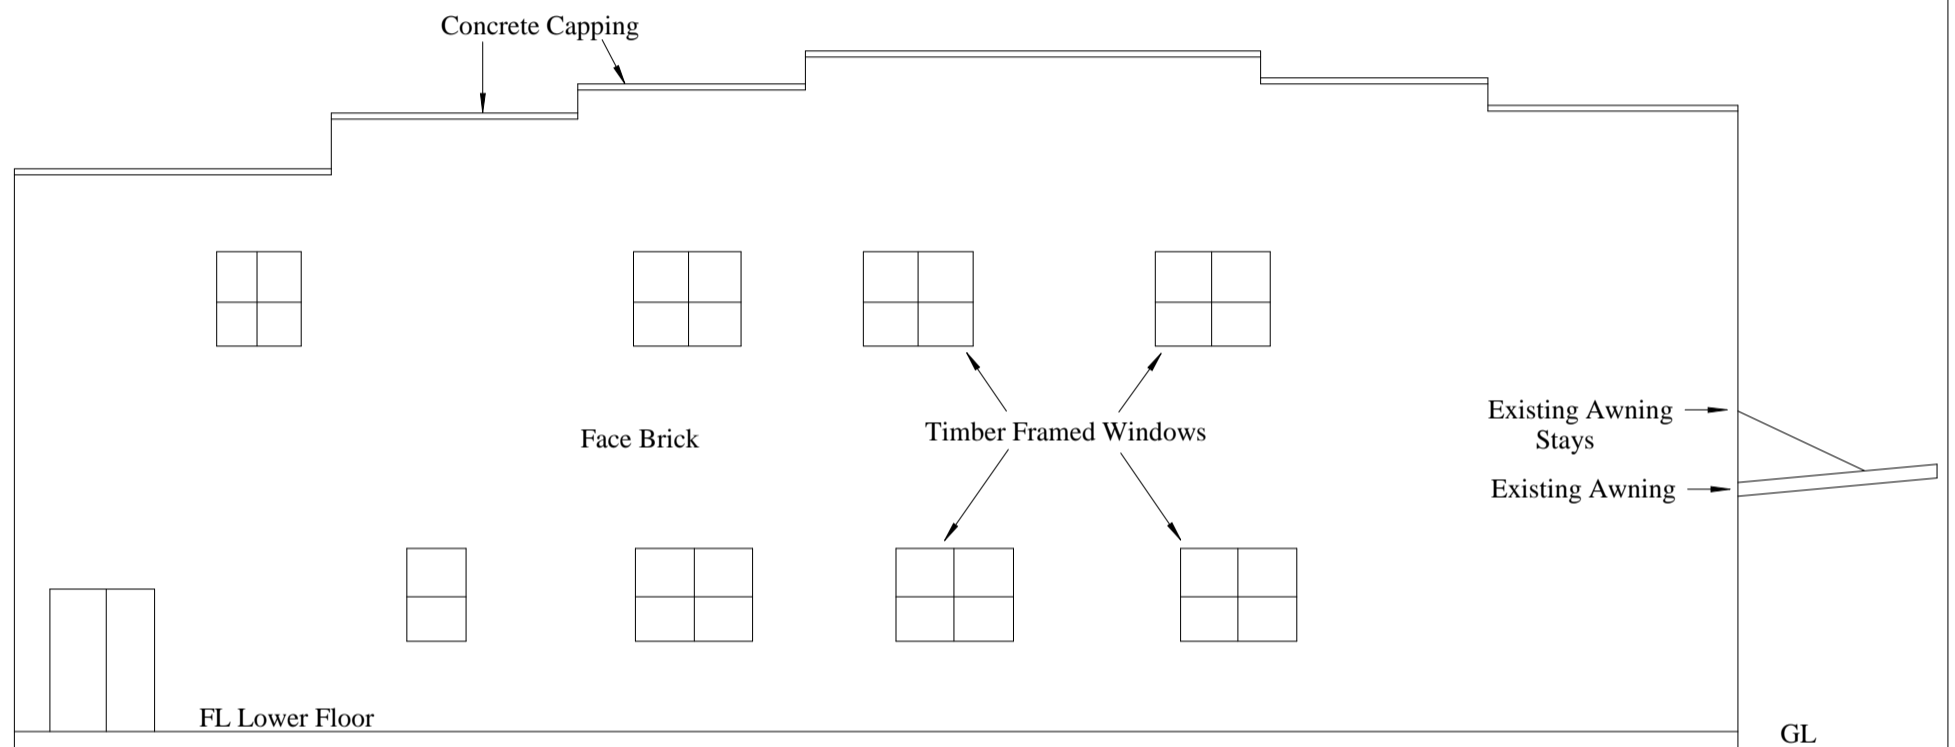 Concrete Capping
Existing Awning
Stays
Timber Framed Windows
Face Brick
Existing Awning
FL Lower Floor
GL